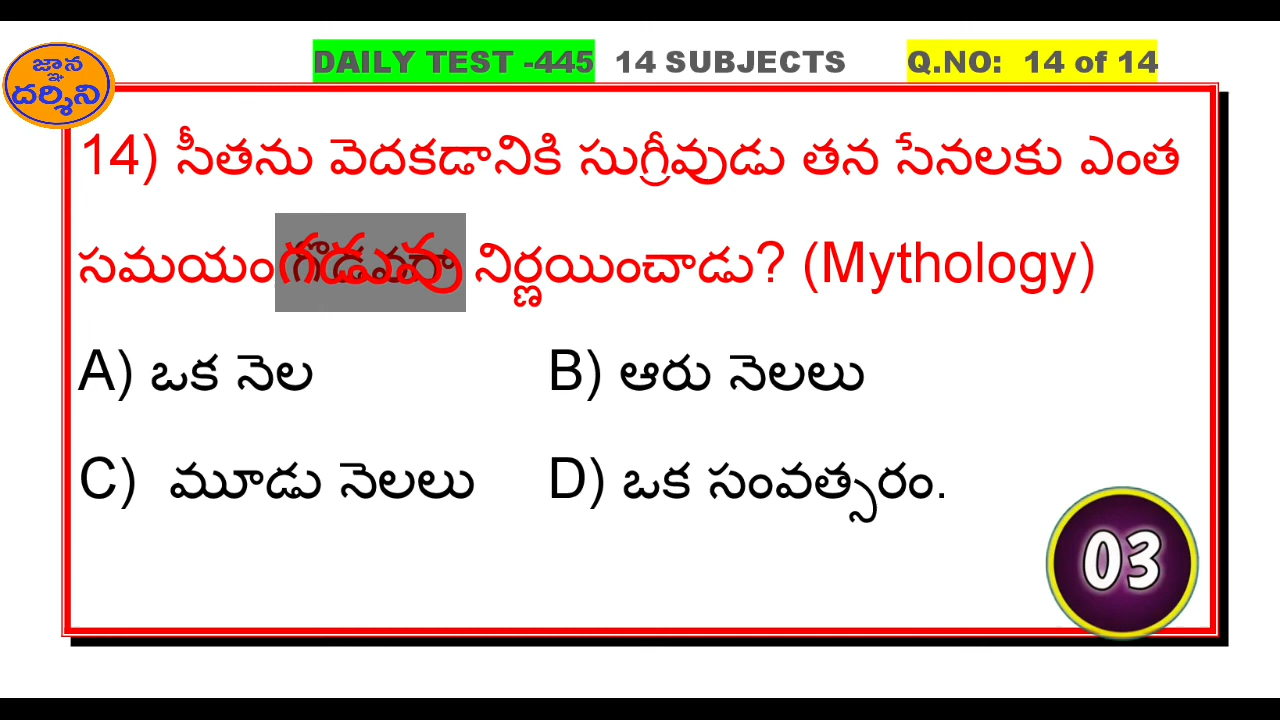 జ్ఞాన
దర్శిని
DAILY TEST -445 14 SUBJECTS Q.NO: 14 of 14
14) సీతను వెదకడానికి సుగ్రీవుడు తన సేనలకు ఎంత
సమయం గడువు నిర్ణయించాడు? (Mythology)
A) ఒక నెల B) ఆరు నెలలు
C) మూడు నెలలు D) ఒక సంవత్సరం.
03